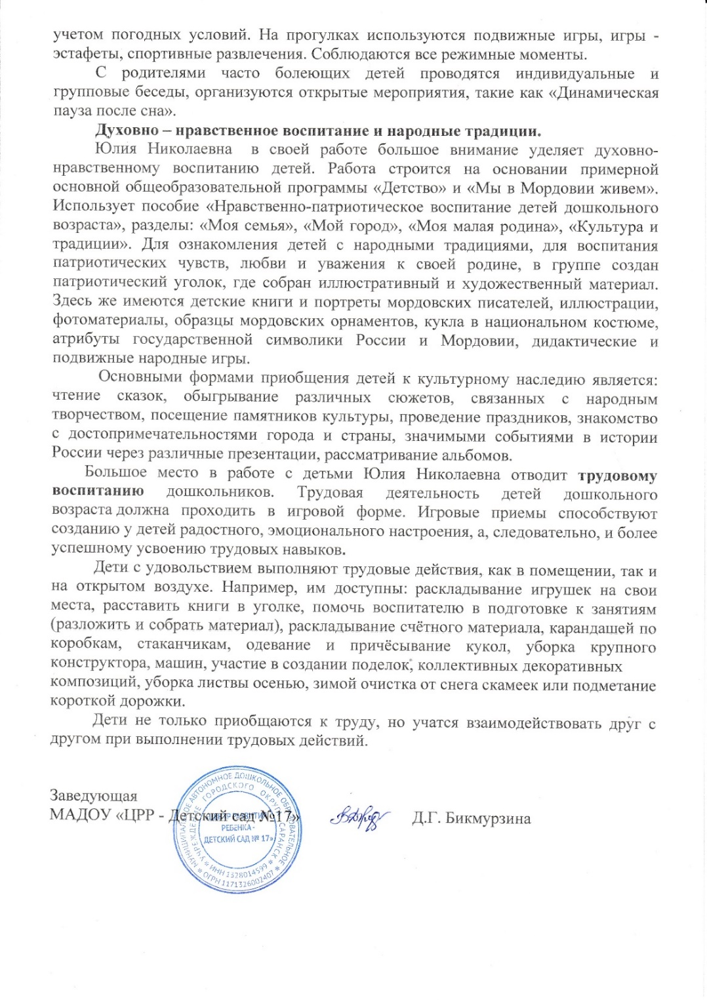 учетом погодных условий. На прогулках используются подвижные игры, игры -
эстафеты, спортивные развлечения. Соблюдаются все режимные моменты.
С родителями часто болеющих детей проводятся индивидуальные и
групповые беседы, организуются открытые мероприятия, такие как «Динамическая
пауза после сна».
Духовно – нравственное воспитание и народные традиции.
Юлия Николаевна в своей работе большое внимание уделяет духовно-
нравственному воспитанию детей. Работа строится на основании примерной
основной общеобразовательной программы «Детство» и «Мы в Мордовии живем».
Использует пособие «Нравственно-патриотическое воспитание детей дошкольного
возраста», разделы: «Моя семья», «Мой город», «Моя малая родина», «Культура и
традиции». Для ознакомления детей с народными традициями, для воспитания
патриотических чувств, любви и уважения к своей родине, в группе создан
патриотический уголок, где собран иллюстративный и художественный материал.
Здесь же имеются детские книги и портреты мордовских писателей, иллюстрации,
фотоматериалы, образцы мордовских орнаментов, кукла в национальном костюме,
атрибуты государственной символики России и Мордовии, дидактические и
подвижные народные игры.
Основными формами приобщения детей к культурному наследию является:
чтение сказок, обыгрывание различных сюжетов, связанных с народным
творчеством, посещение памятников культуры, проведение праздников, знакомство
с достопримечательностями города и страны, значимыми событиями в истории
России через различные презентации, рассматривание альбомов.
Большое место в работе с детьми Юлия Николаевна отводит трудовому
воспитанию дошкольников. Трудовая деятельность детей дошкольного
возраста должна проходить в игровой форме. Игровые приемы способствуют
созданию у детей радостного, эмоционального настроения, а, следовательно, и более
успешному усвоению трудовых навыков.
Дети с удовольствием выполняют трудовые действия, как в помещении, так и
на открытом воздухе. Например, им доступны: раскладывание игрушек на свои
места, расставить книги в уголке, помочь воспитателю в подготовке к занятиям
(разложить и собрать материал), раскладывание счётного материала, карандашей по
коробкам, стаканчикам, одевание и причёсывание кукол, уборка крупного
конструктора, машин, участие в создании поделок, коллективных декоративных
композиций, уборка листвы осенью, зимой очистка от снега скамеек или подметание
короткой дорожки.
Дети не только приобщаются к труду, но учатся взаимодействовать друг с
другом при выполнении трудовых действий.
Заведующая
МАДОУ «ЦРР - Детский сад №17» Д.Г. Бикмурзина
МУНИЦИПАЛЬНОЕ АВТОНОМНОЕ ДОШКОЛЬНОЕ ОБРАЗОВАТЕЛЬНОЕ
УЧРЕЖДЕНИЕ ГОРОДСКОГО ОКРУГА САРАНСК
РЕБЕНКА -
ДЕТСКИЙ САД № 17»
* ИНН 1328014599 *
* ОГРН 1171326002407 *